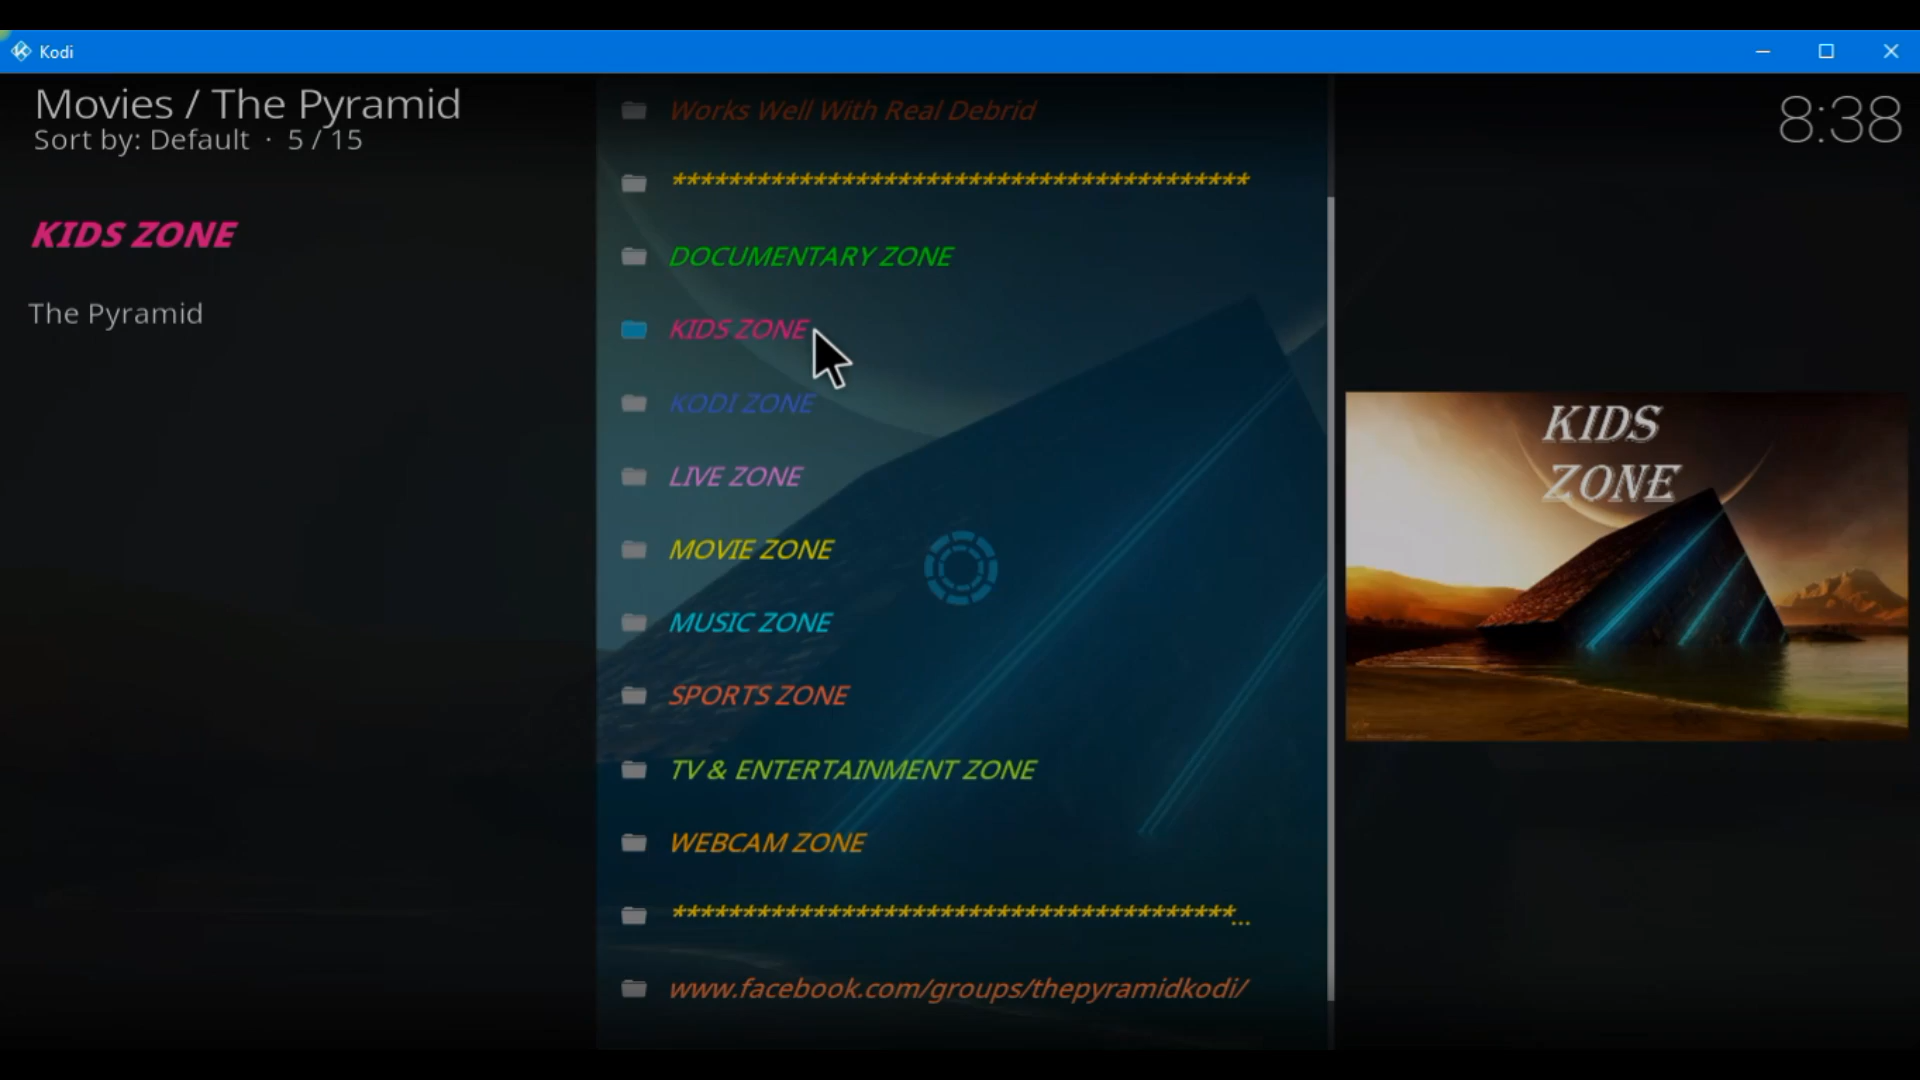 Kodi
Movies / The Pyramid
Sort by: Default · 5 / 15
8:38
KIDS ZONE
The Pyramid
Works Well With Real Debrid
*****************************************
DOCUMENTARY ZONE
KIDS ZONE
KODI ZONE
LIVE ZONE
MOVIE ZONE
MUSIC ZONE
SPORTS ZONE
TV & ENTERTAINMENT ZONE
WEBCAM ZONE
****************************************...
www.facebook.com/groups/thepyramidkodi/
KIDS
ZONE